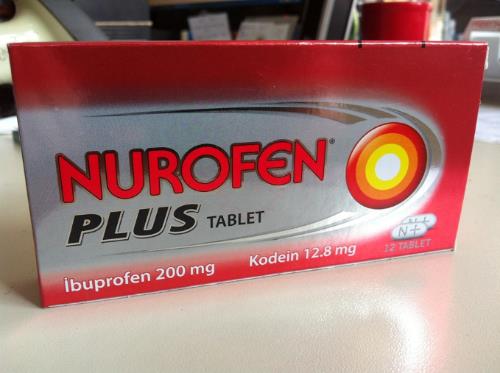 NUROFEN®
PLUS TABLET
İbuprofen 200 mg Kodein 12.8 mg
N+
12 TABLET